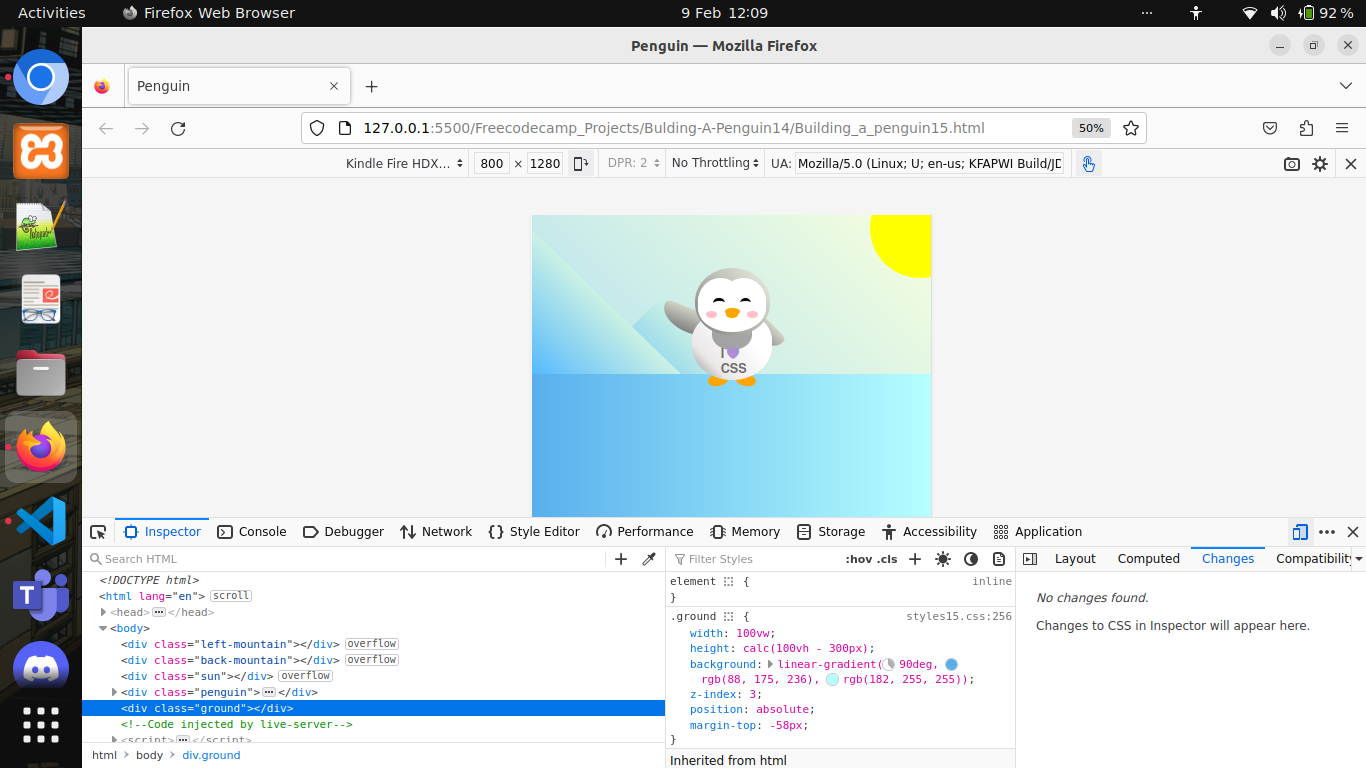 Activities
Firefox Web Browser
9 Feb 12:09
92 %
Penguin — Mozilla Firefox
Penguin
127.0.0.1:5500/Freecodecamp_Projects/Bulding-A-Penguin14/Building_a_penguin15.html
50%
Kindle Fire HDX…
800 × 1280
DPR: 2
No Throttling
UA: Mozilla/5.0 (Linux; U; en-us; KFAPWI Build/JD
I
CSS
Inspector
Console
Debugger
Network
Style Editor
Performance
Memory
Storage
Accessibility
Application
Search HTML
Filter Styles
:hov .cls
Layout
Computed
Changes
Compatibility
<!DOCTYPE html>
<html lang="en"> scroll
<head> ••• </head>
<body>
<div class="left-mountain"></div> overflow
<div class="back-mountain"></div> overflow
<div class="sun"></div> overflow
<div class="penguin"> ••• </div>
<div class="ground"></div>
<!--Code injected by live-server-->
<script> ••• </script>
html > body > div.ground
element { inline
}
.ground { styles15.css:256
width: 100vw;
height: calc(100vh - 300px);
background: linear-gradient( 90deg,
rgb(88, 175, 236), rgb(182, 255, 255));
z-index: 3;
position: absolute;
margin-top: -58px;
}
Inherited from html
No changes found.
Changes to CSS in Inspector will appear here.